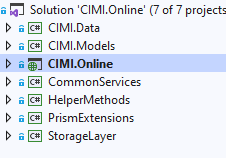 Solution 'CIMI.Online' (7 of 7 projects
C# CIMI.Data
C# CIMI.Models
CIMI.Online
C# CommonServices
C# HelperMethods
C# PrismExtensions
C# StorageLayer